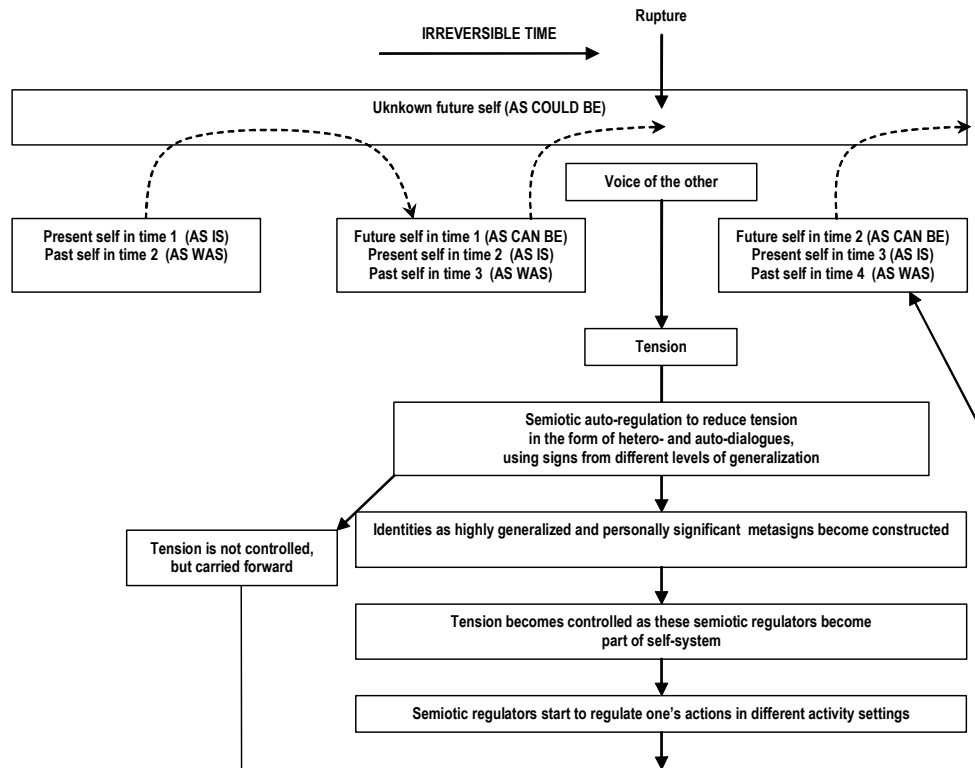 Rupture
IRREVERSIBLE TIME
Uknkown future self (AS COULD BE)
Voice of the other
Present self in time 1 (AS IS)
Past self in time 2 (AS WAS)
Future self in time 1 (AS CAN BE)
Present self in time 2 (AS IS)
Past self in time 3 (AS WAS)
Future self in time 2 (AS CAN BE)
Present self in time 3 (AS IS)
Past self in time 4 (AS WAS)
Tension
Semiotic auto-regulation to reduce tension
in the form of hetero- and auto-dialogues,
using signs from different levels of generalization
Identities as highly generalized and personally significant metasigns become constructed
Tension is not controlled,
but carried forward
Tension becomes controlled as these semiotic regulators become
part of self-system
Semiotic regulators start to regulate one's actions in different activity settings